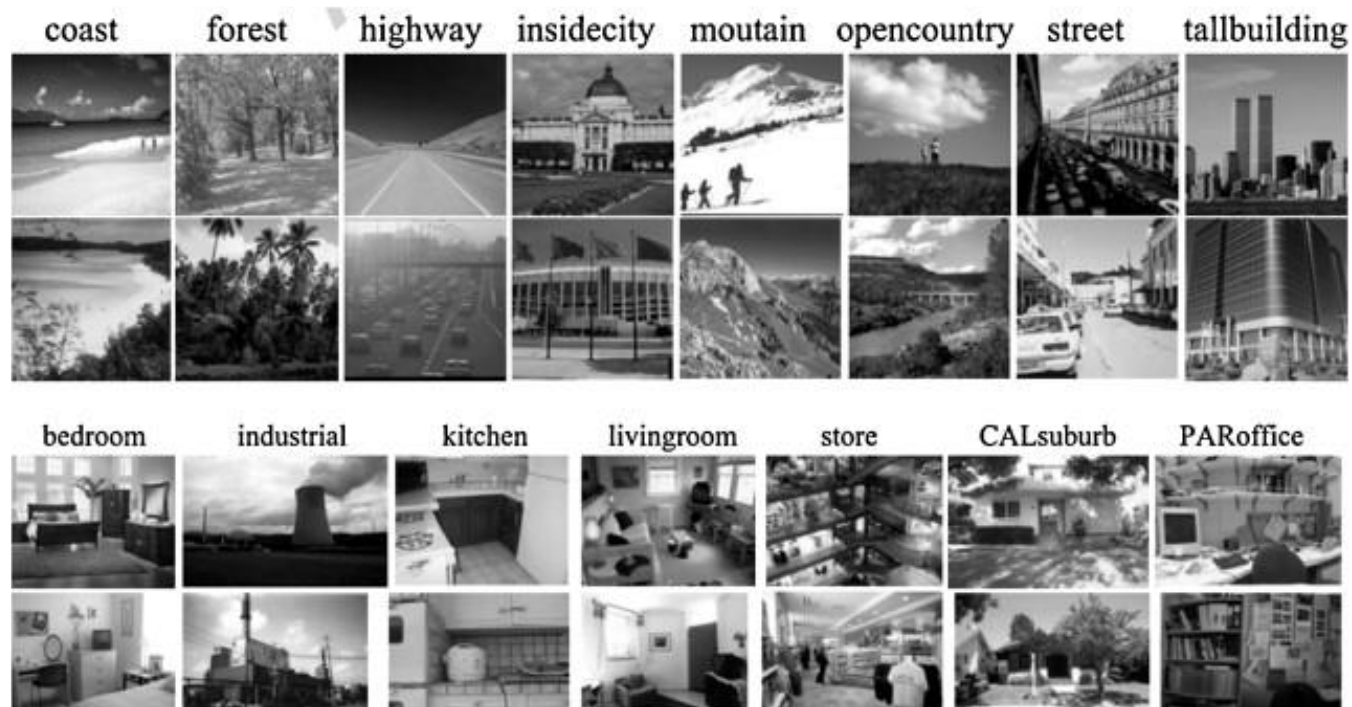 coast forest highway insidecity moutain opencountry street tallbuilding
bedroom industrial kitchen livingroom store CALsuburb PARoffice